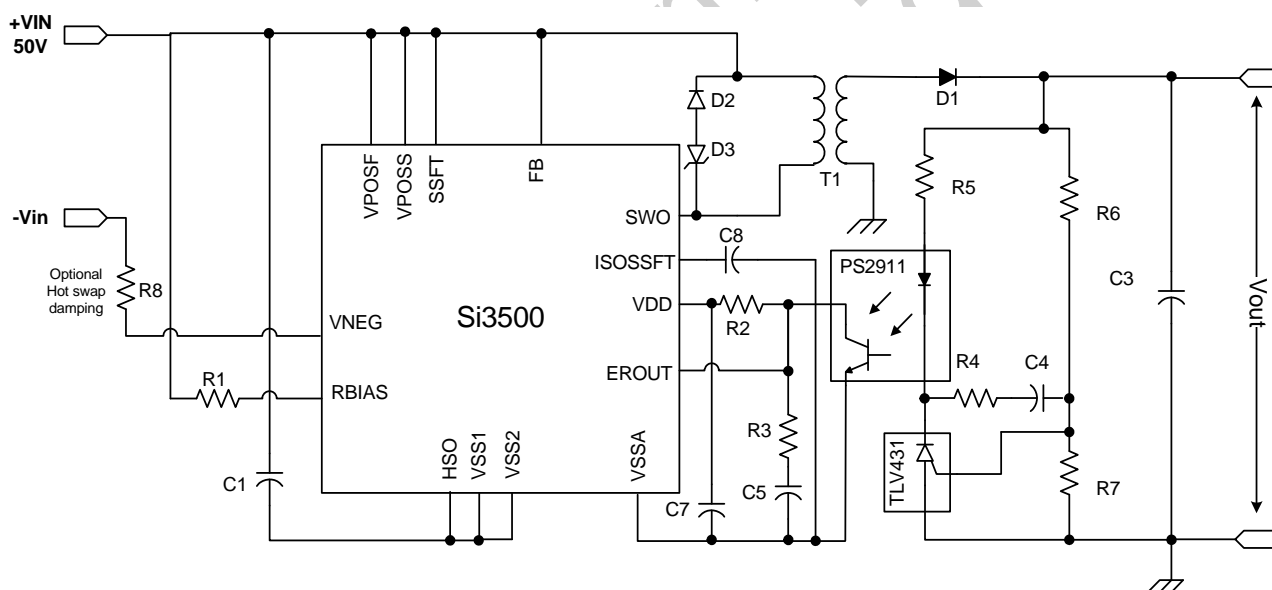 +VIN
50V
-Vin
Optional
Hot swap
damping
R8
R1
C1
VPOSF
VPOSS
SSFT
FB
VNEG
RBIAS
Si3500
HSO
VSS1
VSS2
VSSA
SWO
ISOSSFT
VDD
EROUT
D2
D3
T1
D1
C8
R2
R3
C5
C7
PS2911
R5
R6
R4
C4
TLV431
R7
C3
Vout